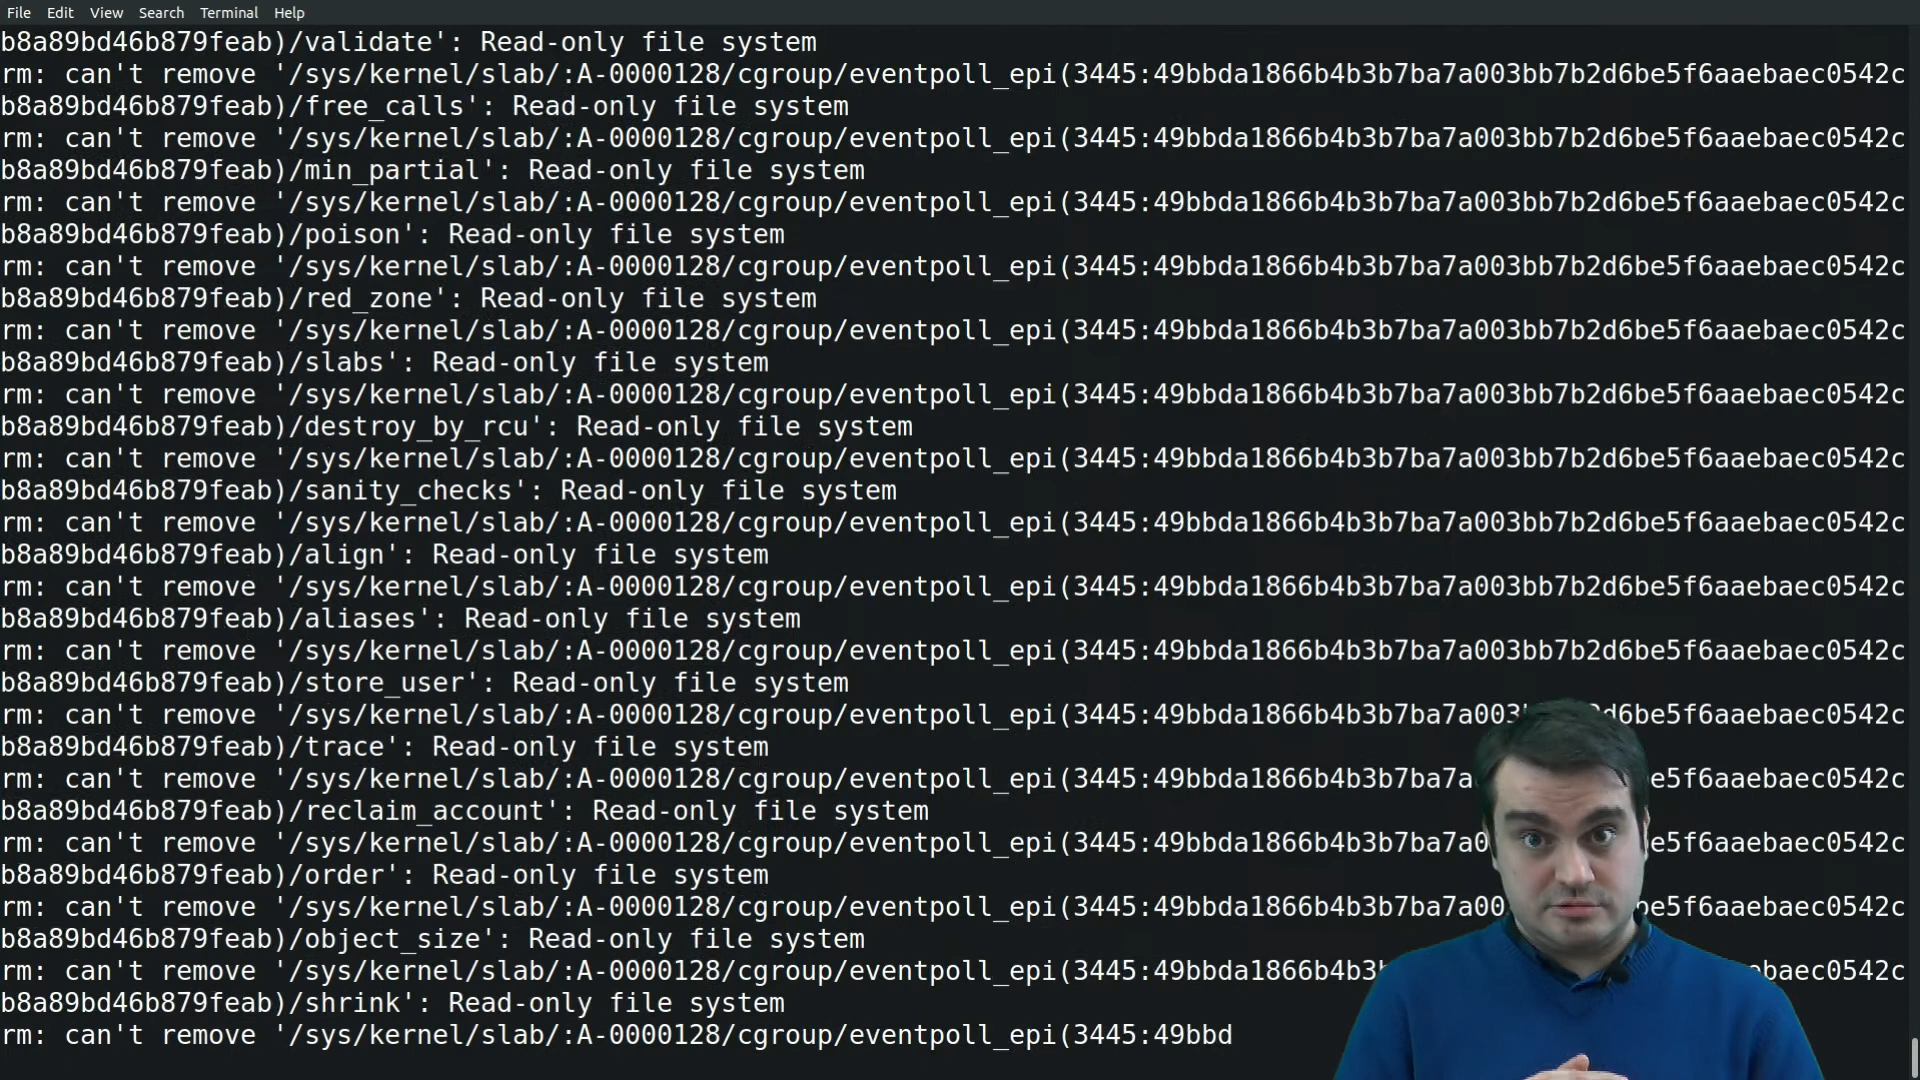 File Edit View Search Terminal Help
b8a89bd46b879feab)/validate': Read-only file system
rm: can't remove '/sys/kernel/slab/:A-0000128/cgroup/eventpoll_epi(3445:49bbda1866b4b3b7ba7a003bb7b2d6be5f6aaebaec0542c
b8a89bd46b879feab)/free_calls': Read-only file system
rm: can't remove '/sys/kernel/slab/:A-0000128/cgroup/eventpoll_epi(3445:49bbda1866b4b3b7ba7a003bb7b2d6be5f6aaebaec0542c
b8a89bd46b879feab)/min_partial': Read-only file system
rm: can't remove '/sys/kernel/slab/:A-0000128/cgroup/eventpoll_epi(3445:49bbda1866b4b3b7ba7a003bb7b2d6be5f6aaebaec0542c
b8a89bd46b879feab)/poison': Read-only file system
rm: can't remove '/sys/kernel/slab/:A-0000128/cgroup/eventpoll_epi(3445:49bbda1866b4b3b7ba7a003bb7b2d6be5f6aaebaec0542c
b8a89bd46b879feab)/red_zone': Read-only file system
rm: can't remove '/sys/kernel/slab/:A-0000128/cgroup/eventpoll_epi(3445:49bbda1866b4b3b7ba7a003bb7b2d6be5f6aaebaec0542c
b8a89bd46b879feab)/slabs': Read-only file system
rm: can't remove '/sys/kernel/slab/:A-0000128/cgroup/eventpoll_epi(3445:49bbda1866b4b3b7ba7a003bb7b2d6be5f6aaebaec0542c
b8a89bd46b879feab)/destroy_by_rcu': Read-only file system
rm: can't remove '/sys/kernel/slab/:A-0000128/cgroup/eventpoll_epi(3445:49bbda1866b4b3b7ba7a003bb7b2d6be5f6aaebaec0542c
b8a89bd46b879feab)/sanity_checks': Read-only file system
rm: can't remove '/sys/kernel/slab/:A-0000128/cgroup/eventpoll_epi(3445:49bbda1866b4b3b7ba7a003bb7b2d6be5f6aaebaec0542c
b8a89bd46b879feab)/align': Read-only file system
rm: can't remove '/sys/kernel/slab/:A-0000128/cgroup/eventpoll_epi(3445:49bbda1866b4b3b7ba7a003bb7b2d6be5f6aaebaec0542c
b8a89bd46b879feab)/aliases': Read-only file system
rm: can't remove '/sys/kernel/slab/:A-0000128/cgroup/eventpoll_epi(3445:49bbda1866b4b3b7ba7a003bb7b2d6be5f6aaebaec0542c
b8a89bd46b879feab)/store_user': Read-only file system
rm: can't remove '/sys/kernel/slab/:A-0000128/cgroup/eventpoll_epi(3445:49bbda1866b4b3b7ba7a003 d6be5f6aaebaec0542c
b8a89bd46b879feab)/trace': Read-only file system
rm: can't remove '/sys/kernel/slab/:A-0000128/cgroup/eventpoll_epi(3445:49bbda1866b4b3b7ba7a e5f6aaebaec0542c
b8a89bd46b879feab)/reclaim_account': Read-only file system
rm: can't remove '/sys/kernel/slab/:A-0000128/cgroup/eventpoll_epi(3445:49bbda1866b4b3b7ba7a0 e5f6aaebaec0542c
b8a89bd46b879feab)/order': Read-only file system
rm: can't remove '/sys/kernel/slab/:A-0000128/cgroup/eventpoll_epi(3445:49bbda1866b4b3b7ba7a00 be5f6aaebaec0542c
b8a89bd46b879feab)/object_size': Read-only file system
rm: can't remove '/sys/kernel/slab/:A-0000128/cgroup/eventpoll_epi(3445:49bbda1866b4b3b baec0542c
b8a89bd46b879feab)/shrink': Read-only file system
rm: can't remove '/sys/kernel/slab/:A-0000128/cgroup/eventpoll_epi(3445:49bbd